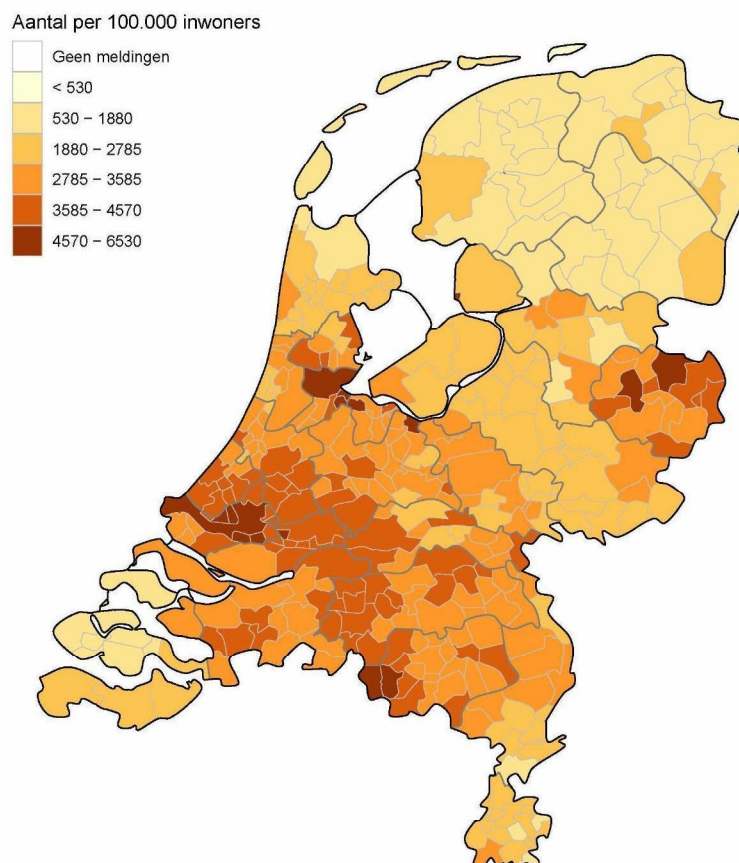 Aantal per 100.000 inwoners
Geen meldingen
< 530
530 − 1880
1880 − 2785
2785 − 3585
3585 − 4570
4570 − 6530